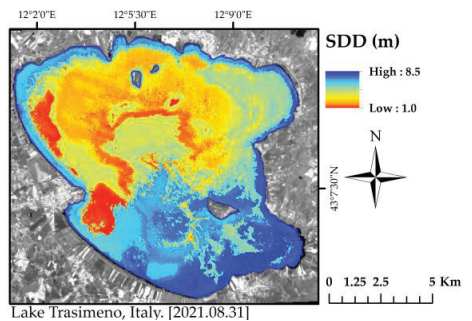 12°2'0"E 12°5'30"E 12°9'0"E
SDD (m)
High : 8.5
Low : 1.0
N
43°7'30"N
0 1.25 2.5 5 Km
Lake Trasimeno, Italy. [2021.08.31]